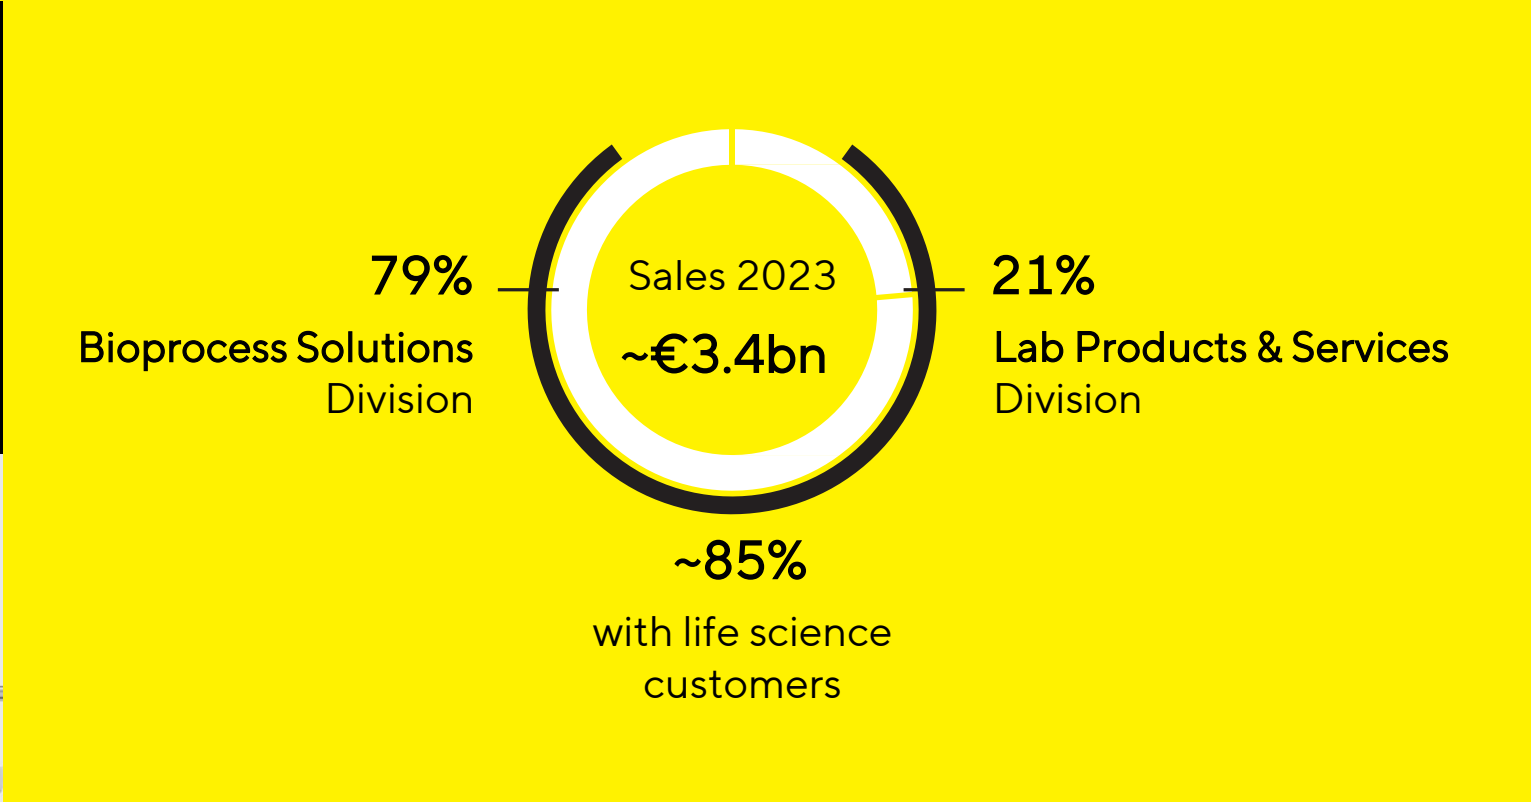 Sales 2023
~€3.4bn
79%
Bioprocess Solutions
Division
21%
Lab Products & Services
Division
~85%
with life science
customers